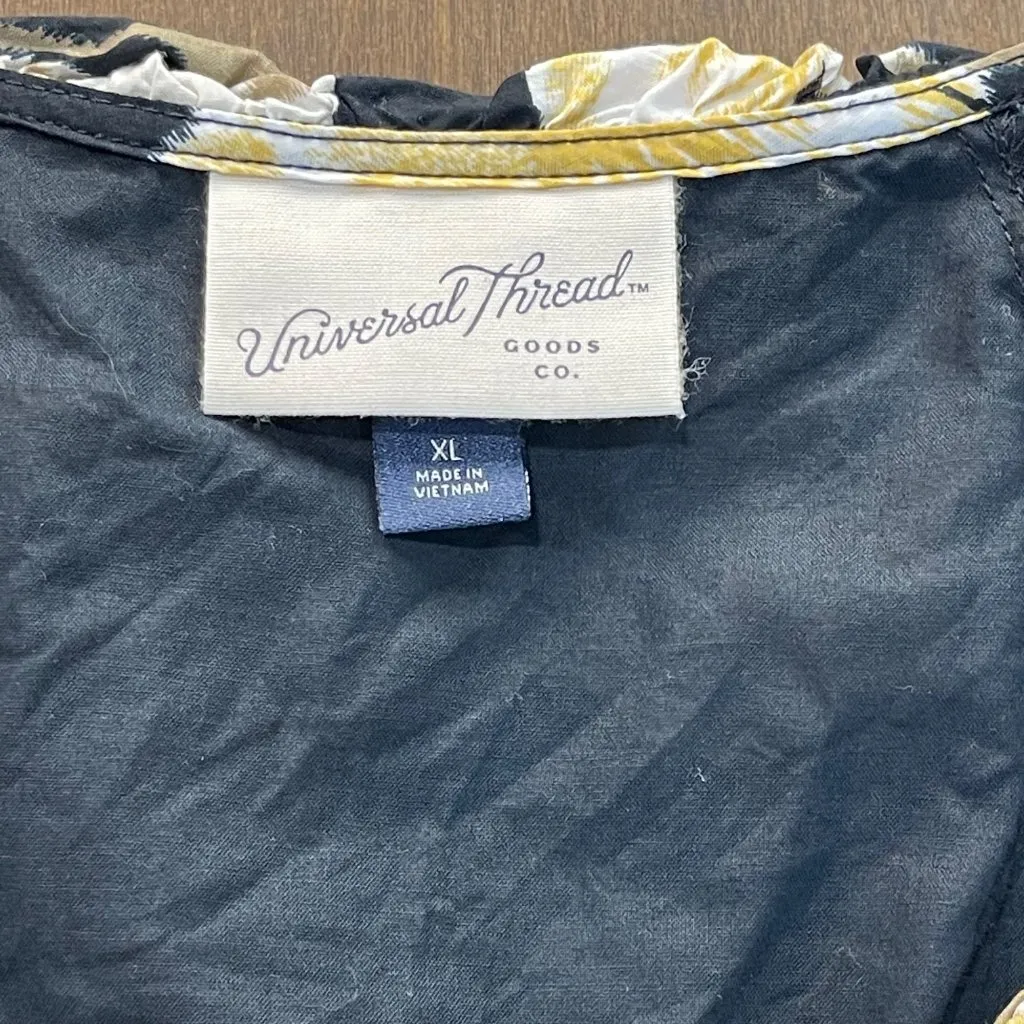 Universal Thread™
GOODS
CO.
XL
MADE IN
VIETNAM